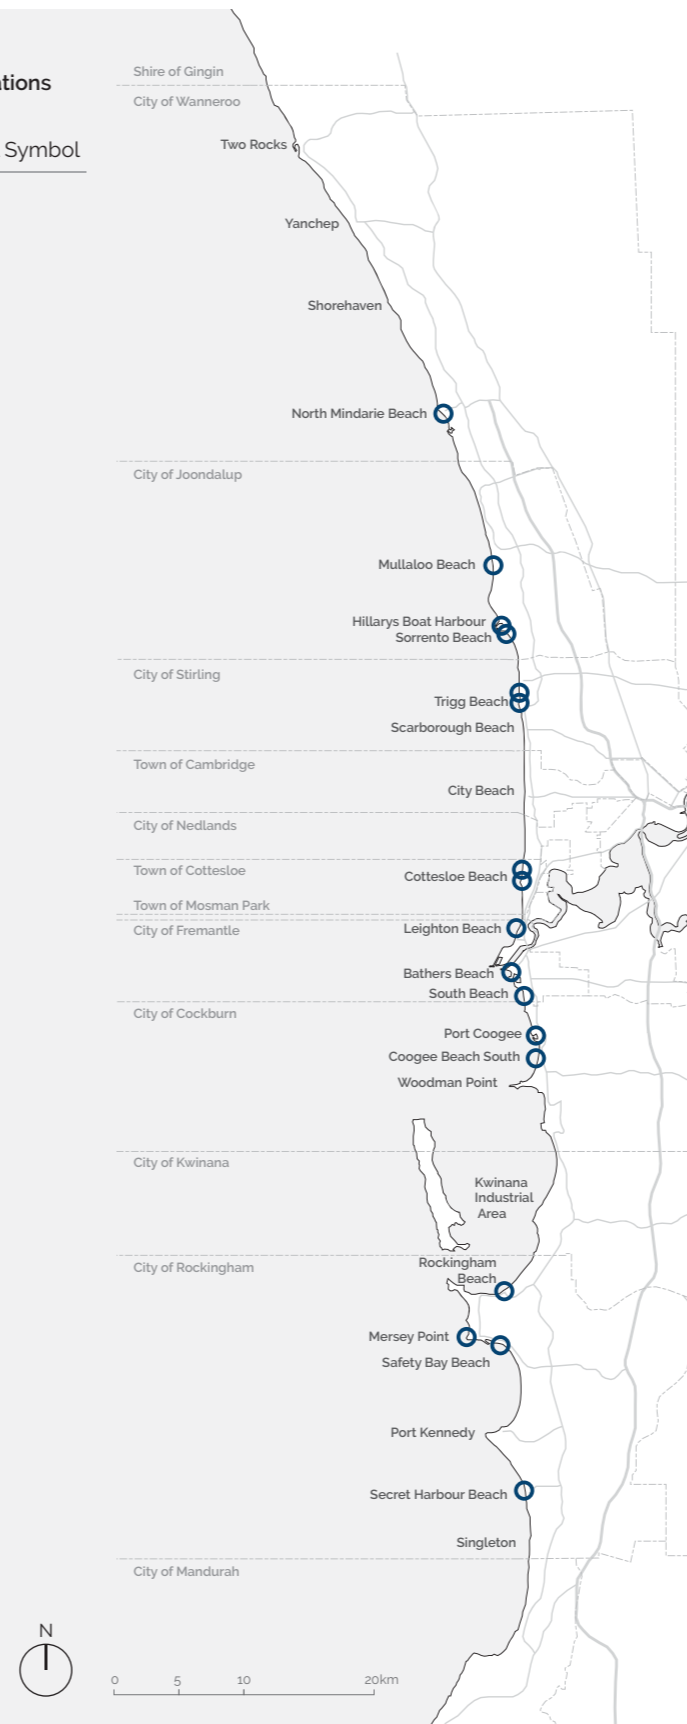 Shire of Gingin
ations
City of Wanneroo
Symbol
Two Rocks
Yanchep
Shorehaven
North Mindarie Beach
City of Joondalup
Mullaloo Beach
Hillarys Boat Harbour
Sorrento Beach
City of Stirling
Trigg Beach
Scarborough Beach
Town of Cambridge
City Beach
City of Nedlands
Town of Cottesloe
Cottesloe Beach
Town of Mosman Park
Leighton Beach
City of Fremantle
Bathers Beach
South Beach
City of Cockburn
Port Coogee
Coogee Beach South
Woodman Point
City of Kwinana
Kwinana
Industrial
Area
Rockingham
Beach
City of Rockingham
Mersey Point
Safety Bay Beach
Port Kennedy
Secret Harbour Beach
Singleton
City of Mandurah
N
0 5 10 20km